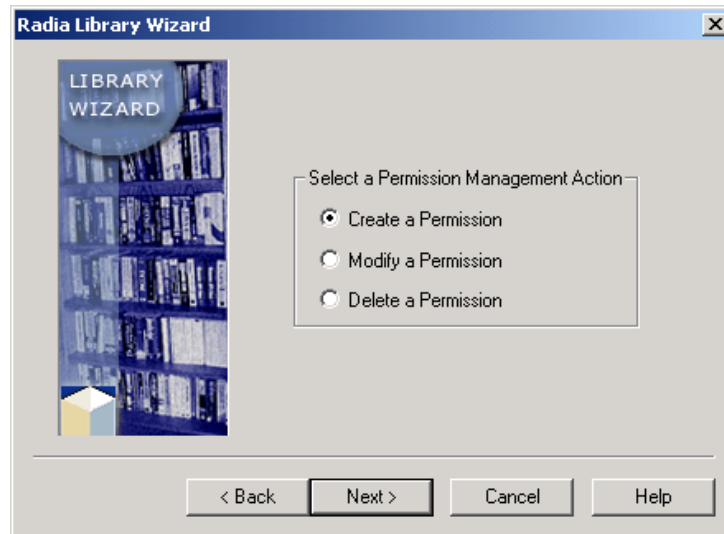 Radia Library Wizard
LIBRARY
WIZARD
Select a Permission Management Action
Create a Permission
Modify a Permission
Delete a Permission
< Back
Next >
Cancel
Help